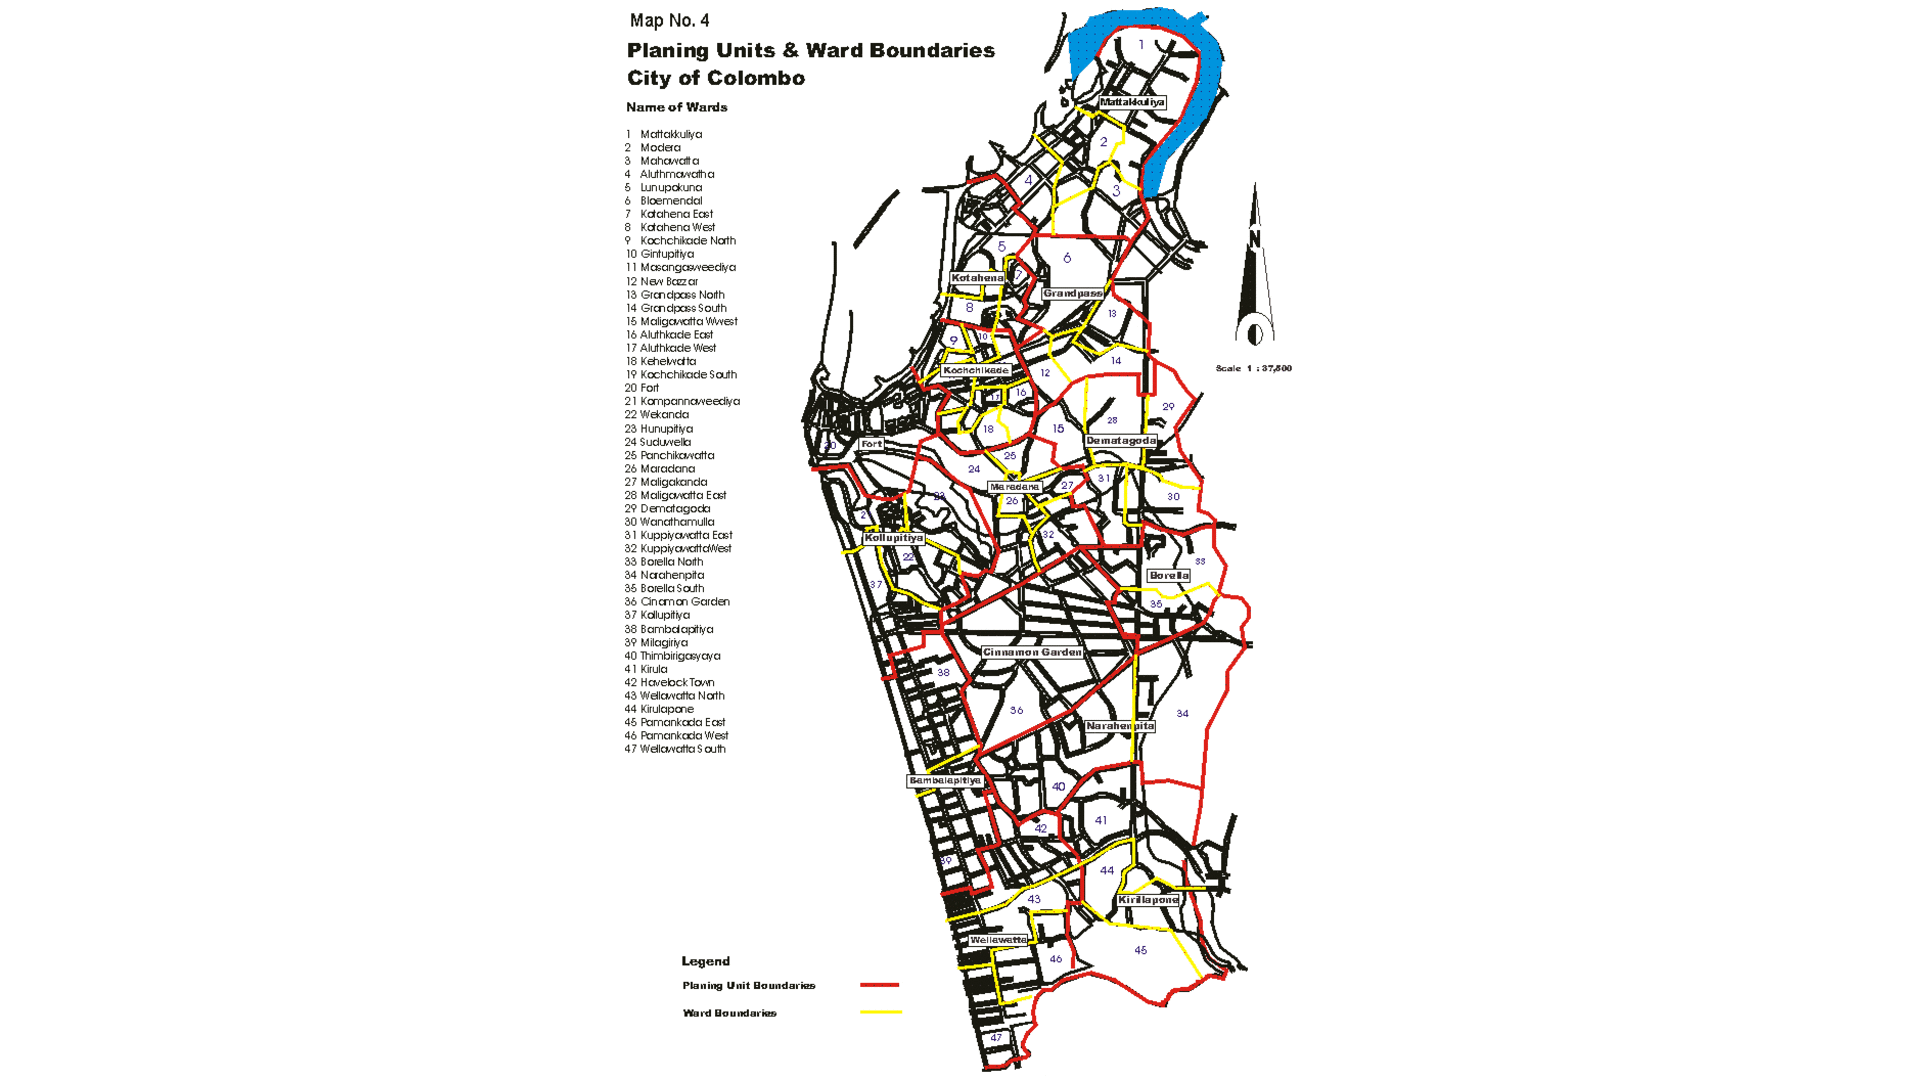 Map No. 4
Planing Units & Ward Boundaries
City of Colombo
Name of Wards
1 Mattakkuliya
2 Modera
3 Mahawatta
4 Aluthmawatha
5 Lunupokuna
6 Bloemendal
7 Kotahena East
8 Kotahena West
9 Kochchikade North
10 Gintupitiya
11 Masangasweediya
12 New Bazzar
13 Grandpass North
14 Grandpass South
15 Maligawatta Wwest
16 Aluthkade East
17 Aluthkade West
18 Kehelwatta
19 Kochchikade South
20 Fort
21 Kompannaweediya
22 Wekanda
23 Hunupitiya
24 Suduwella
25 Panchikawatta
26 Maradana
27 Maligakanda
28 Maligawatta East
29 Dematagoda
30 Wanathamulla
31 Kuppiyawatta East
32 KuppiyawattaWest
33 Borella North
34 Narahenpita
35 Borella South
36 Cinamon Garden
37 Kollupitiya
38 Bambalapitiya
39 Milagiriya
40 Thimbirigasyaya
41 Kirula
42 Havelock Town
43 Wellawatta North
44 Kirulapone
45 Pamankada East
46 Pamankada West
47 Wellawatta South
1
Mattakkuliya
2
4
3
5
6
7
Kotahena
Grandpass
8
13
9
10
14
Kochchikade
12
16
17
29
28
18
15
20
Fort
Dematagoda
25
24
31
Maradana
27
23
30
26
21
32
Kollupitiya
22
33
Borella
37
35
Cinnamon Garden
38
36
34
Narahenpita
Bambalapitiya
40
41
42
39
44
43
Kirillapone
Wellawatta
45
46
47
N
Scale 1 : 37,500
Legend
Planing Unit Boundaries
Ward Boundaries